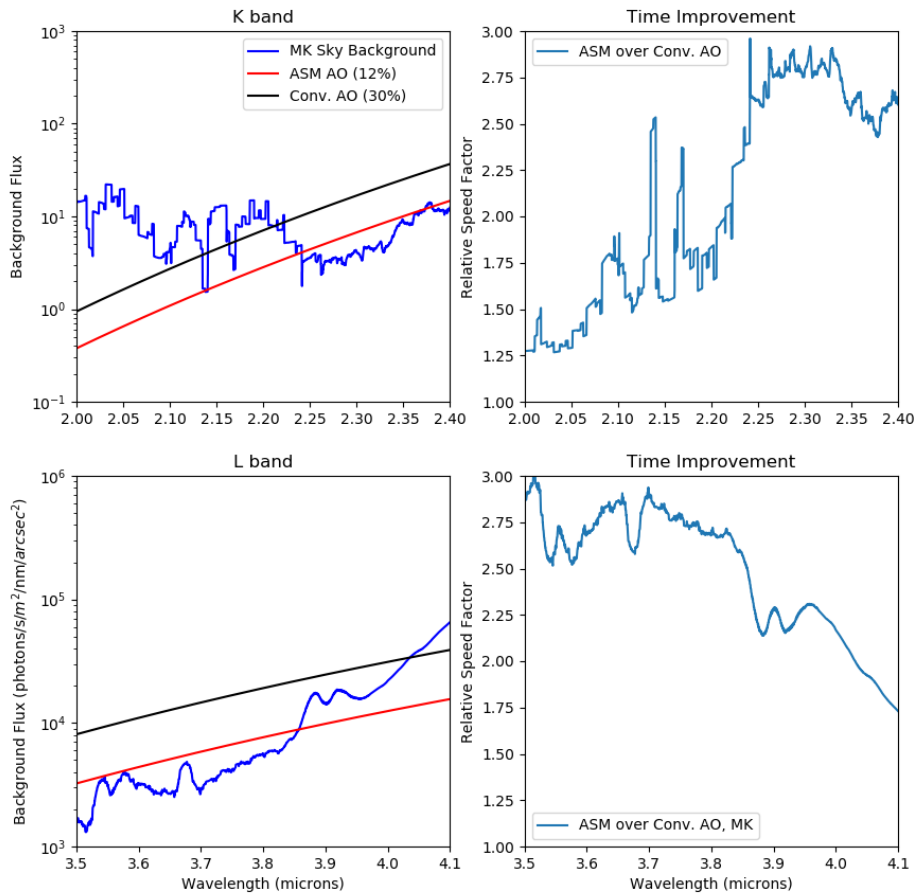 K band
10³
10²
10¹
10⁰
10⁻¹
Background Flux
MK Sky Background
ASM AO (12%)
Conv. AO (30%)
2.00 2.05 2.10 2.15 2.20 2.25 2.30 2.35 2.40
Time Improvement
3.00
2.75
2.50
2.25
2.00
1.75
1.50
1.25
1.00
Relative Speed Factor
ASM over Conv. AO
2.00 2.05 2.10 2.15 2.20 2.25 2.30 2.35 2.40
L band
10⁶
10⁵
10⁴
10³
Background Flux (photons/s/m²/nm/arcsec²)
3.5 3.6 3.7 3.8 3.9 4.0 4.1
Wavelength (microns)
Time Improvement
3.00
2.75
2.50
2.25
2.00
1.75
1.50
1.25
1.00
Relative Speed Factor
ASM over Conv. AO, MK
3.5 3.6 3.7 3.8 3.9 4.0 4.1
Wavelength (microns)